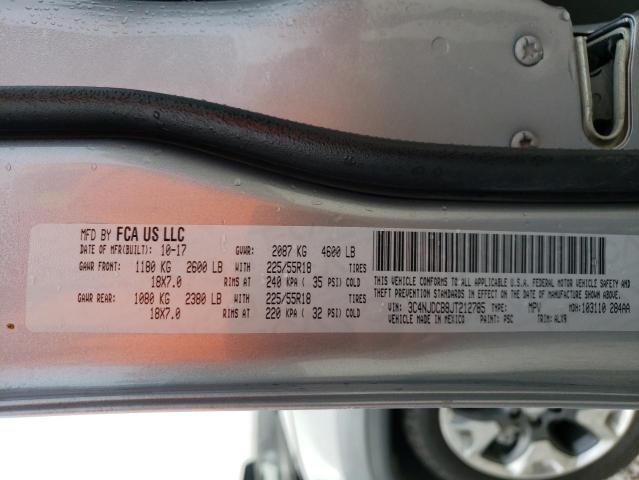 MFD BY FCA US LLC
DATE OF MFR(BUILT): 10-17 GVWR: 2087 KG 4600 LB
GAWR FRONT: 1180 KG 2600 LB WITH 225/55R18 TIRES
18X7.0 RIMS AT 240 KPA ( 35 PSI) COLD
GAWR REAR: 1080 KG 2380 LB WITH 225/55R18 TIRES
18X7.0 RIMS AT 220 KPA ( 32 PSI) COLD
THIS VEHICLE CONFORMS TO ALL APPLICABLE U.S.A. FEDERAL MOTOR VEHICLE SAFETY
AND THEFT PREVENTION STANDARDS IN EFFECT ON THE DATE OF MANUFACTURE SHOWN ABOVE.
VIN: 3C4NJDCB8JT212785 TYPE: MPV MDH: 103110 284AA
VEHICLE MADE IN MEXICO PAINT: PSC TRIM: ALX9